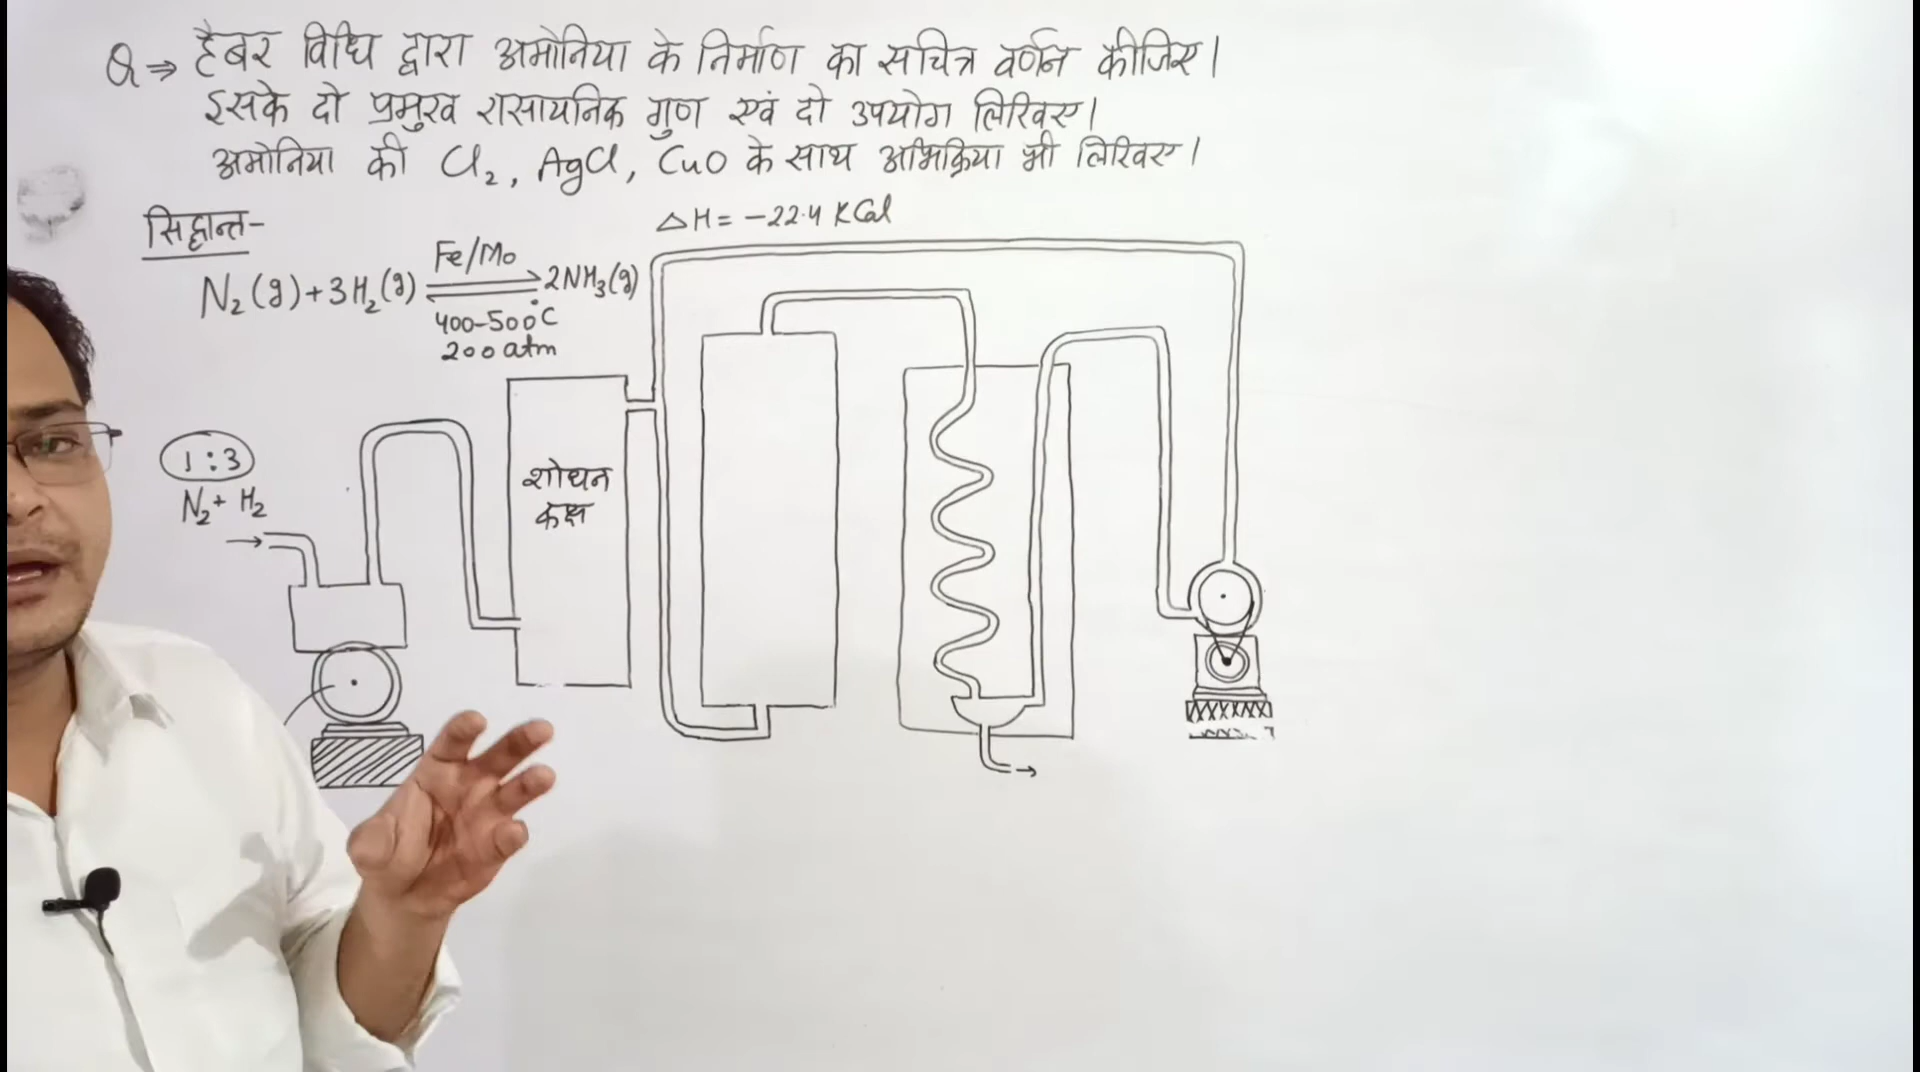 Q ⇒ हैबर विधि द्वारा अमोनिया के निर्माण का सचित्र वर्णन कीजिए।
इसके दो प्रमुख रासायनिक गुण एवं दो उपयोग लिखिए।
अमोनिया की Cl₂, AgCl, CuO के साथ अभिक्रिया भी लिखिए।
सिद्धान्त-
ΔH = -22.4 KCal
Fe/Mo
N₂(g)+3H₂(g) ⇌ 2NH₃(g)
400-500°C
200 atm
1:3
N₂+ H₂
शोधन
कक्ष